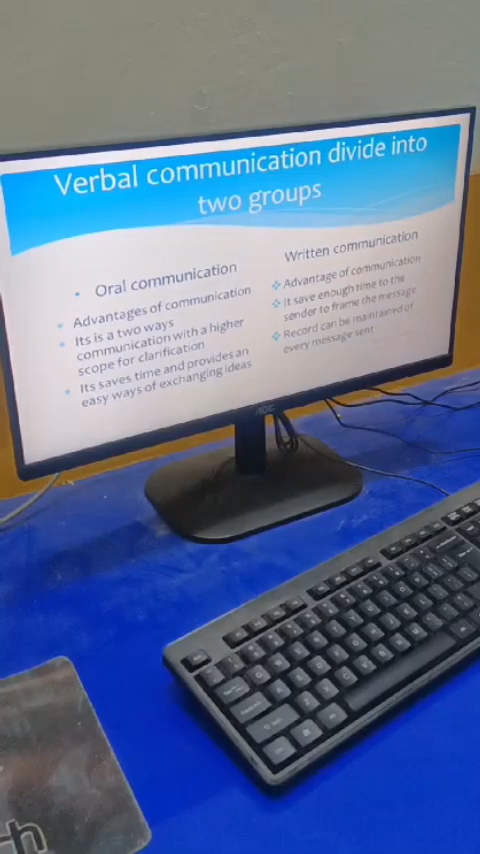 Verbal communication divide into
two groups
• Oral communication
Advantages of communication
Its is a two ways
communication with a higher
scope for clarification
Its saves time and provides an
easy ways of exchanging ideas
Written communication
Advantage of communication
It save enough time to the
sender to frame the message
Record can be maintained of
every message sent
AOC